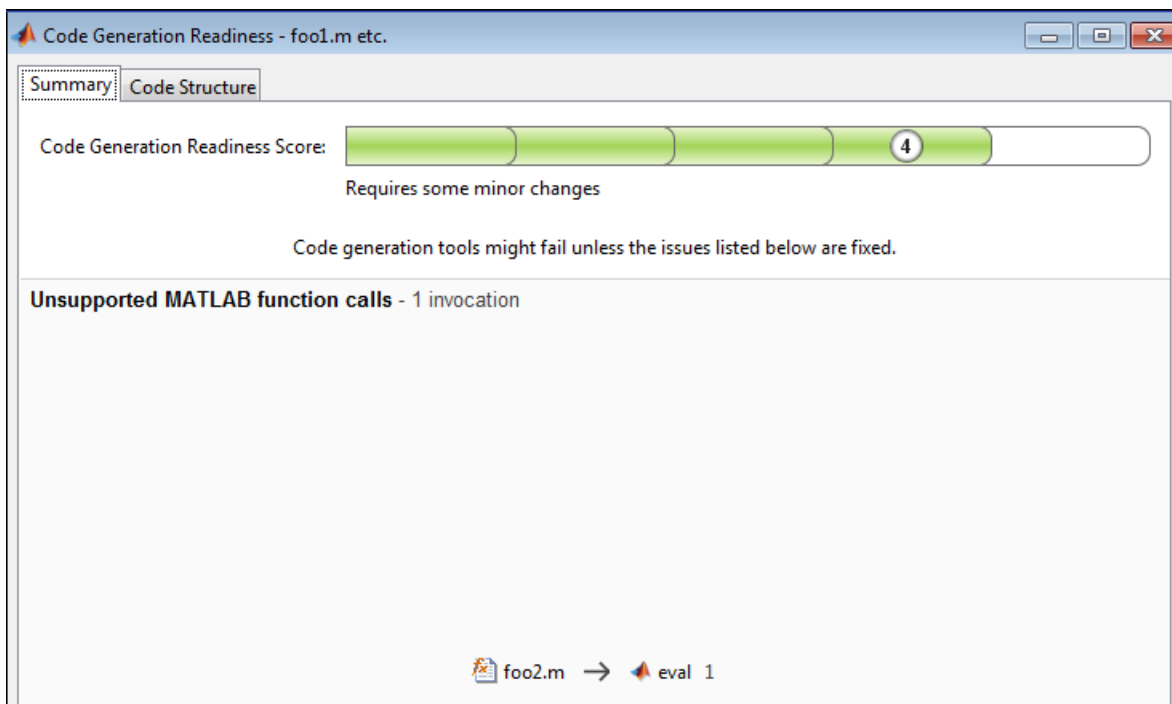 Code Generation Readiness - foo1.m etc.
Summary Code Structure
Code Generation Readiness Score: 4
Requires some minor changes
Code generation tools might fail unless the issues listed below are fixed.
Unsupported MATLAB function calls - 1 invocation
foo2.m → eval 1